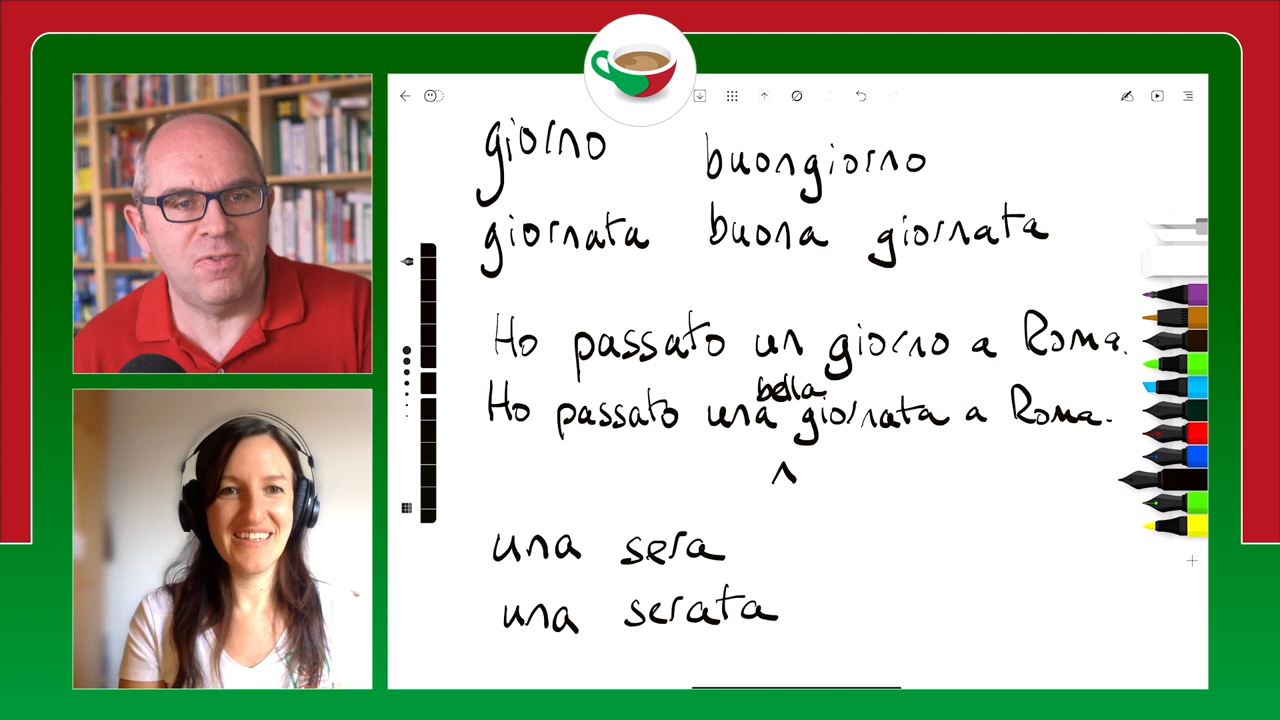 giorno buongiorno
giornata buona giornata
Ho passato un giorno a Roma.
bella
Ho passato una giornata a Roma.
una sera
una serata